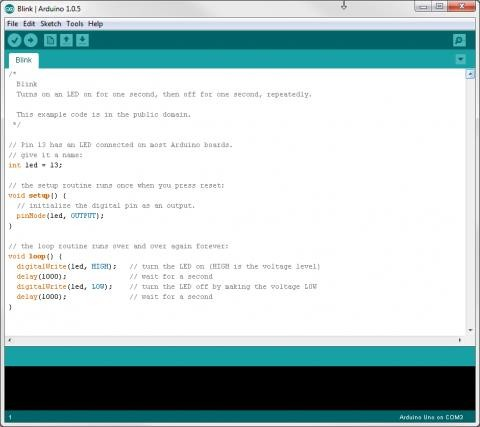 Blink | Arduino 1.0.5
File Edit Sketch Tools Help
Blink
/*
  Blink
  Turns on an LED on for one second, then off for one second, repeatedly.

  This example code is in the public domain.
 */

// Pin 13 has an LED connected on most Arduino boards.
// give it a name:
int led = 13;

// the setup routine runs once when you press reset:
void setup() {
  // initialize the digital pin as an output.
  pinMode(led, OUTPUT);
}

// the loop routine runs over and over again forever:
void loop() {
  digitalWrite(led, HIGH);   // turn the LED on (HIGH is the voltage level)
  delay(1000);               // wait for a second
  digitalWrite(led, LOW);    // turn the LED off by making the voltage LOW
  delay(1000);               // wait for a second
}
1
Arduino Uno on COM3